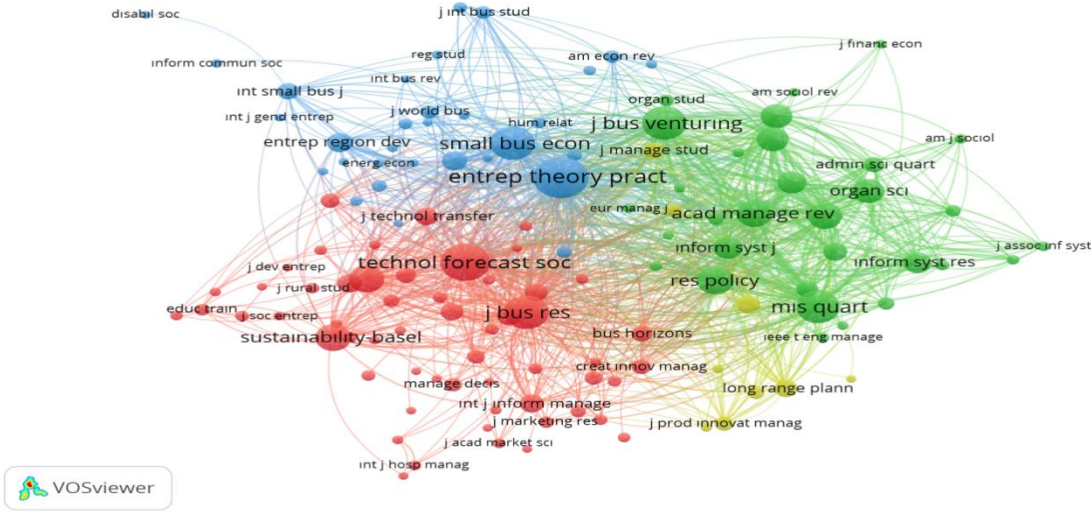 disabil soc
j int bus stud
inform commun soc
reg stud
am econ rev
j financ econ
int bus rev
int small bus j
am sociol rev
organ stud
j world bus
int j gend entrep
hum relat
j bus venturing
entrep region dev
small bus econ
j manage stud
am j sociol
energ econ
admin sci quart
entrep theory pract
organ sci
eur manag j
j technol transfer
acad manage rev
inform syst j
j assoc inf syst
technol forecast soc
inform syst res
j dev entrep
res policy
j rural stud
educ train
j soc entrep
j bus res
mis quart
sustainability-basel
bus horizons
ieee t eng manage
creat innov manag
manage decis
long range plann
int j inform manage
j marketing res
j prod innovat manag
j acad market sci
int j hosp manag
VOSviewer